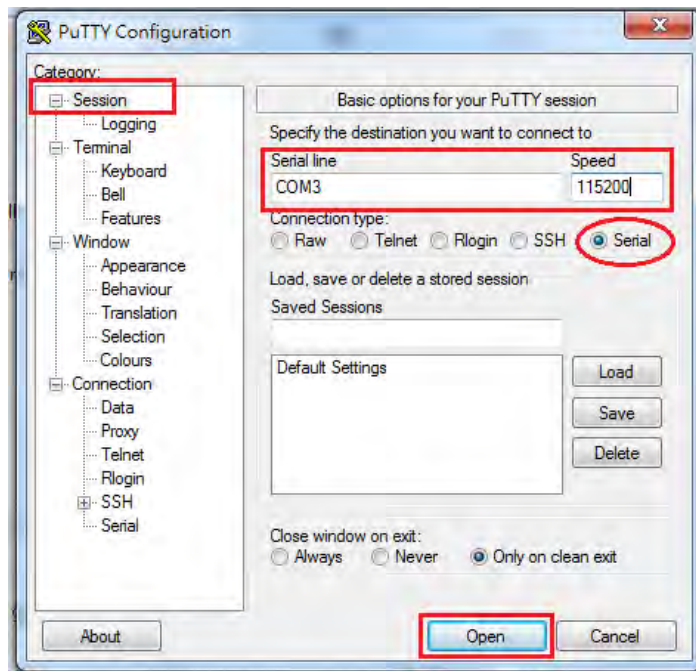 PuTTY Configuration
Category:
Session
Logging
Terminal
Keyboard
Bell
Features
Window
Appearance
Behaviour
Translation
Selection
Colours
Connection
Data
Proxy
Telnet
Rlogin
SSH
Serial
Basic options for your PuTTY session
Specify the destination you want to connect to
Serial line Speed
COM3 115200
Connection type:
Raw Telnet Rlogin SSH Serial
Load, save or delete a stored session
Saved Sessions
Default Settings
Load
Save
Delete
Close window on exit:
Always Never Only on clean exit
About Open Cancel